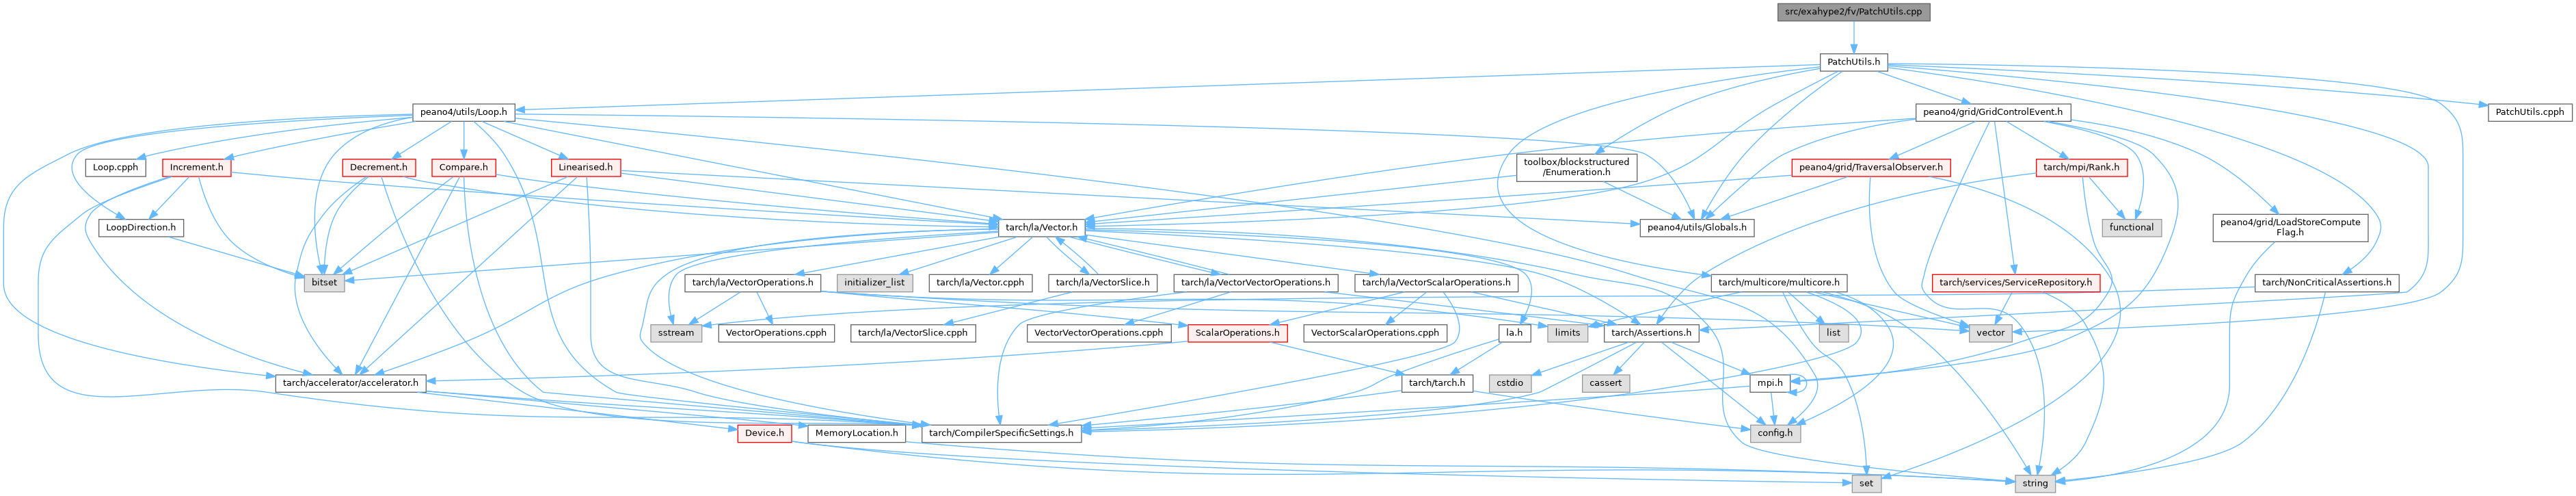 src/exahype2/fv/PatchUtils.cpp
PatchUtils.h
peano4/utils/Loop.h
peano4/grid/GridControlEvent.h
PatchUtils.cpph
Loop.cpph
Increment.h
Decrement.h
Compare.h
Linearised.h
toolbox/blockstructured
/Enumeration.h
peano4/grid/TraversalObserver.h
tarch/mpi/Rank.h
LoopDirection.h
tarch/la/Vector.h
peano4/utils/Globals.h
functional
peano4/grid/LoadStoreCompute
Flag.h
bitset
tarch/la/VectorOperations.h
initializer_list
tarch/la/Vector.cpph
tarch/la/VectorSlice.h
tarch/la/VectorVectorOperations.h
tarch/la/VectorScalarOperations.h
tarch/multicore/multicore.h
tarch/services/ServiceRepository.h
tarch/NonCriticalAssertions.h
sstream
VectorOperations.cpph
tarch/la/VectorSlice.cpph
VectorVectorOperations.cpph
ScalarOperations.h
VectorScalarOperations.cpph
la.h
limits
tarch/Assertions.h
list
vector
tarch/accelerator/accelerator.h
tarch/tarch.h
cstdio
cassert
mpi.h
Device.h
MemoryLocation.h
tarch/CompilerSpecificSettings.h
config.h
set
string